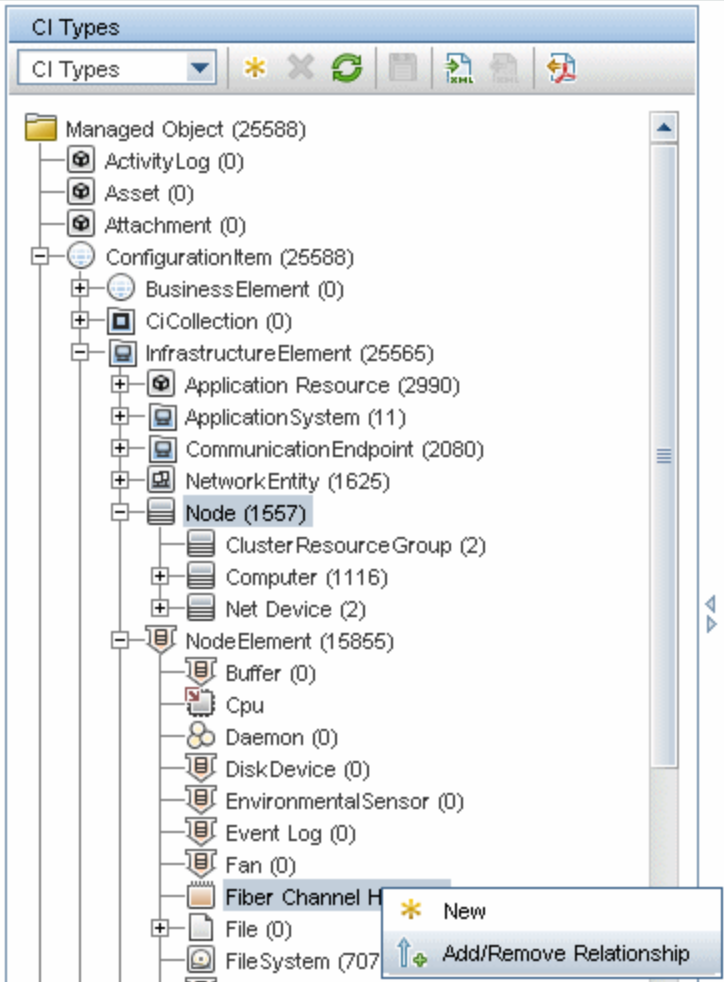 CI Types
CI Types
XML
Managed Object (25588)
ActivityLog (0)
Asset (0)
Attachment (0)
ConfigurationItem (25588)
BusinessElement (0)
CiCollection (0)
InfrastructureElement (25565)
Application Resource (2990)
ApplicationSystem (11)
CommunicationEndpoint (2080)
NetworkEntity (1625)
Node (1557)
ClusterResourceGroup (2)
Computer (1116)
Net Device (2)
NodeElement (15855)
Buffer (0)
Cpu
Daemon (0)
DiskDevice (0)
EnvironmentalSensor (0)
Event Log (0)
Fan (0)
Fiber Channel H
New
File (0)
Add/Remove Relationship
FileSystem (707